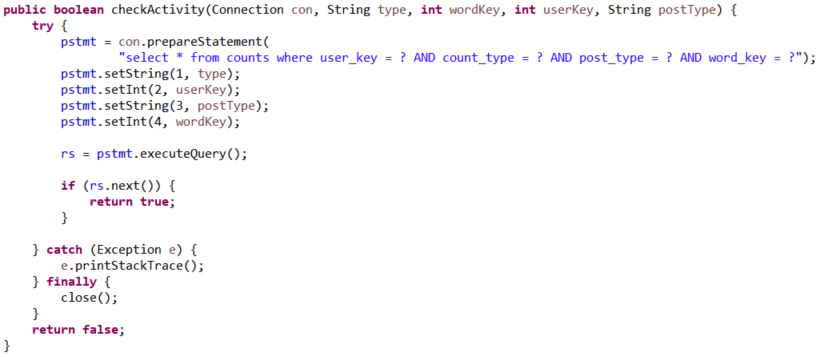 public boolean checkActivity(Connection con, String type, int wordKey, int userKey, String postType) {
try {
pstmt = con.prepareStatement(
"select * from counts where user_key = ? AND count_type = ? AND post_type = ? AND word_key = ?");
pstmt.setString(1, type);
pstmt.setInt(2, userKey);
pstmt.setString(3, postType);
pstmt.setInt(4, wordKey);
rs = pstmt.executeQuery();
if (rs.next()) {
return true;
}
} catch (Exception e) {
e.printStackTrace();
} finally {
close();
}
return false;
}